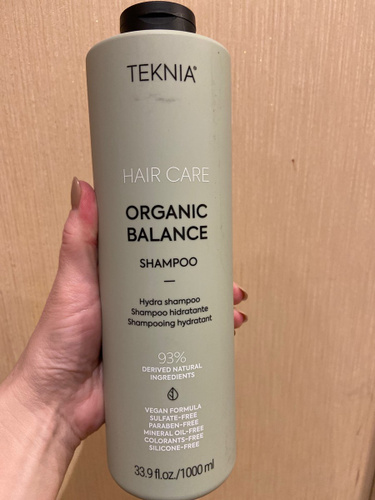 TEKNIA®
HAIR CARE
ORGANIC
BALANCE
SHAMPOO
Hydra shampoo
Shampoo hidratante
Shampooing hydratant
93%
DERIVED NATURAL
INGREDIENTS
VEGAN FORMULA
SULFATE-FREE
PARABEN-FREE
MINERAL OIL-FREE
COLORANTS-FREE
SILICONE-FREE
33.9 fl.oz./1000 ml